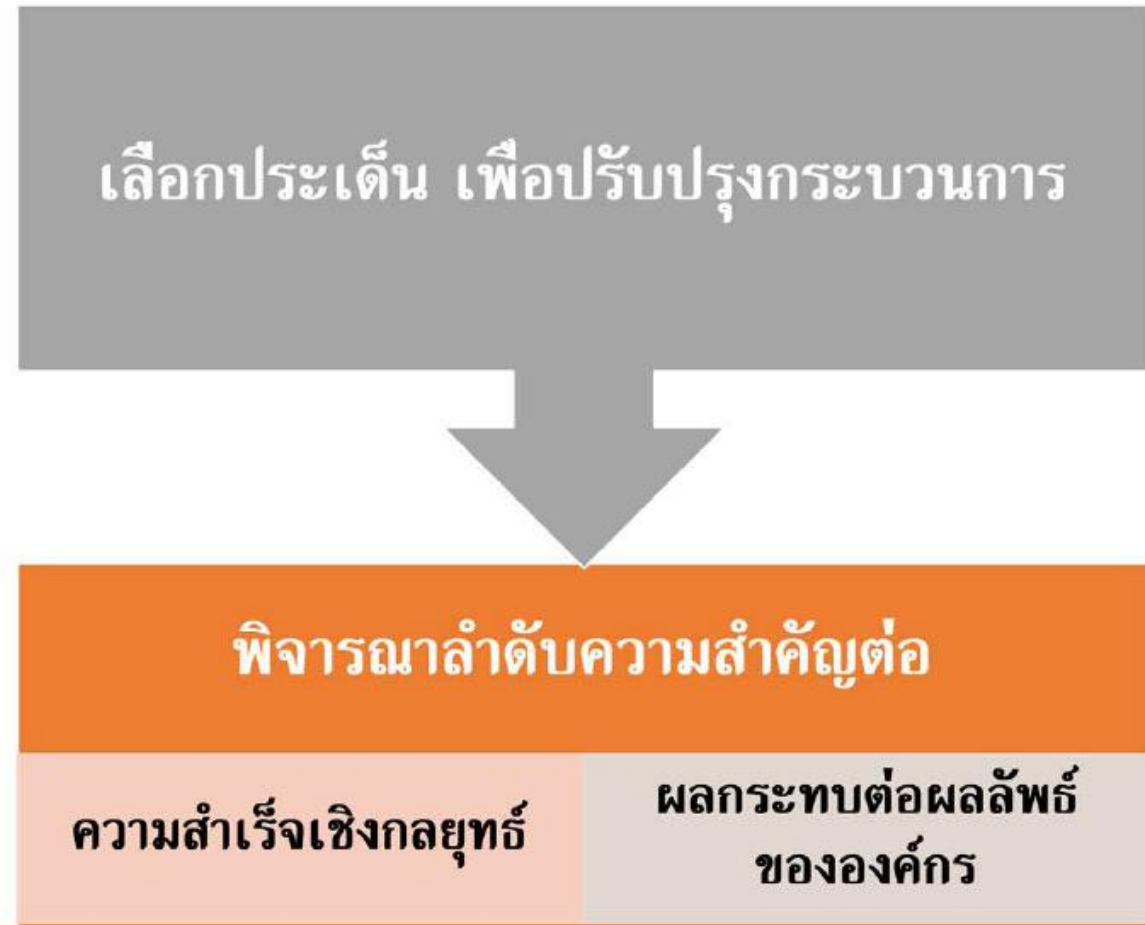 เลือกประเด็น เพื่อปรับปรุงกระบวนการ
พิจารณาลำดับความสำคัญต่อ
ความสำเร็จเชิงกลยุทธ์
ผลกระทบต่อผลลัพธ์
ขององค์กร